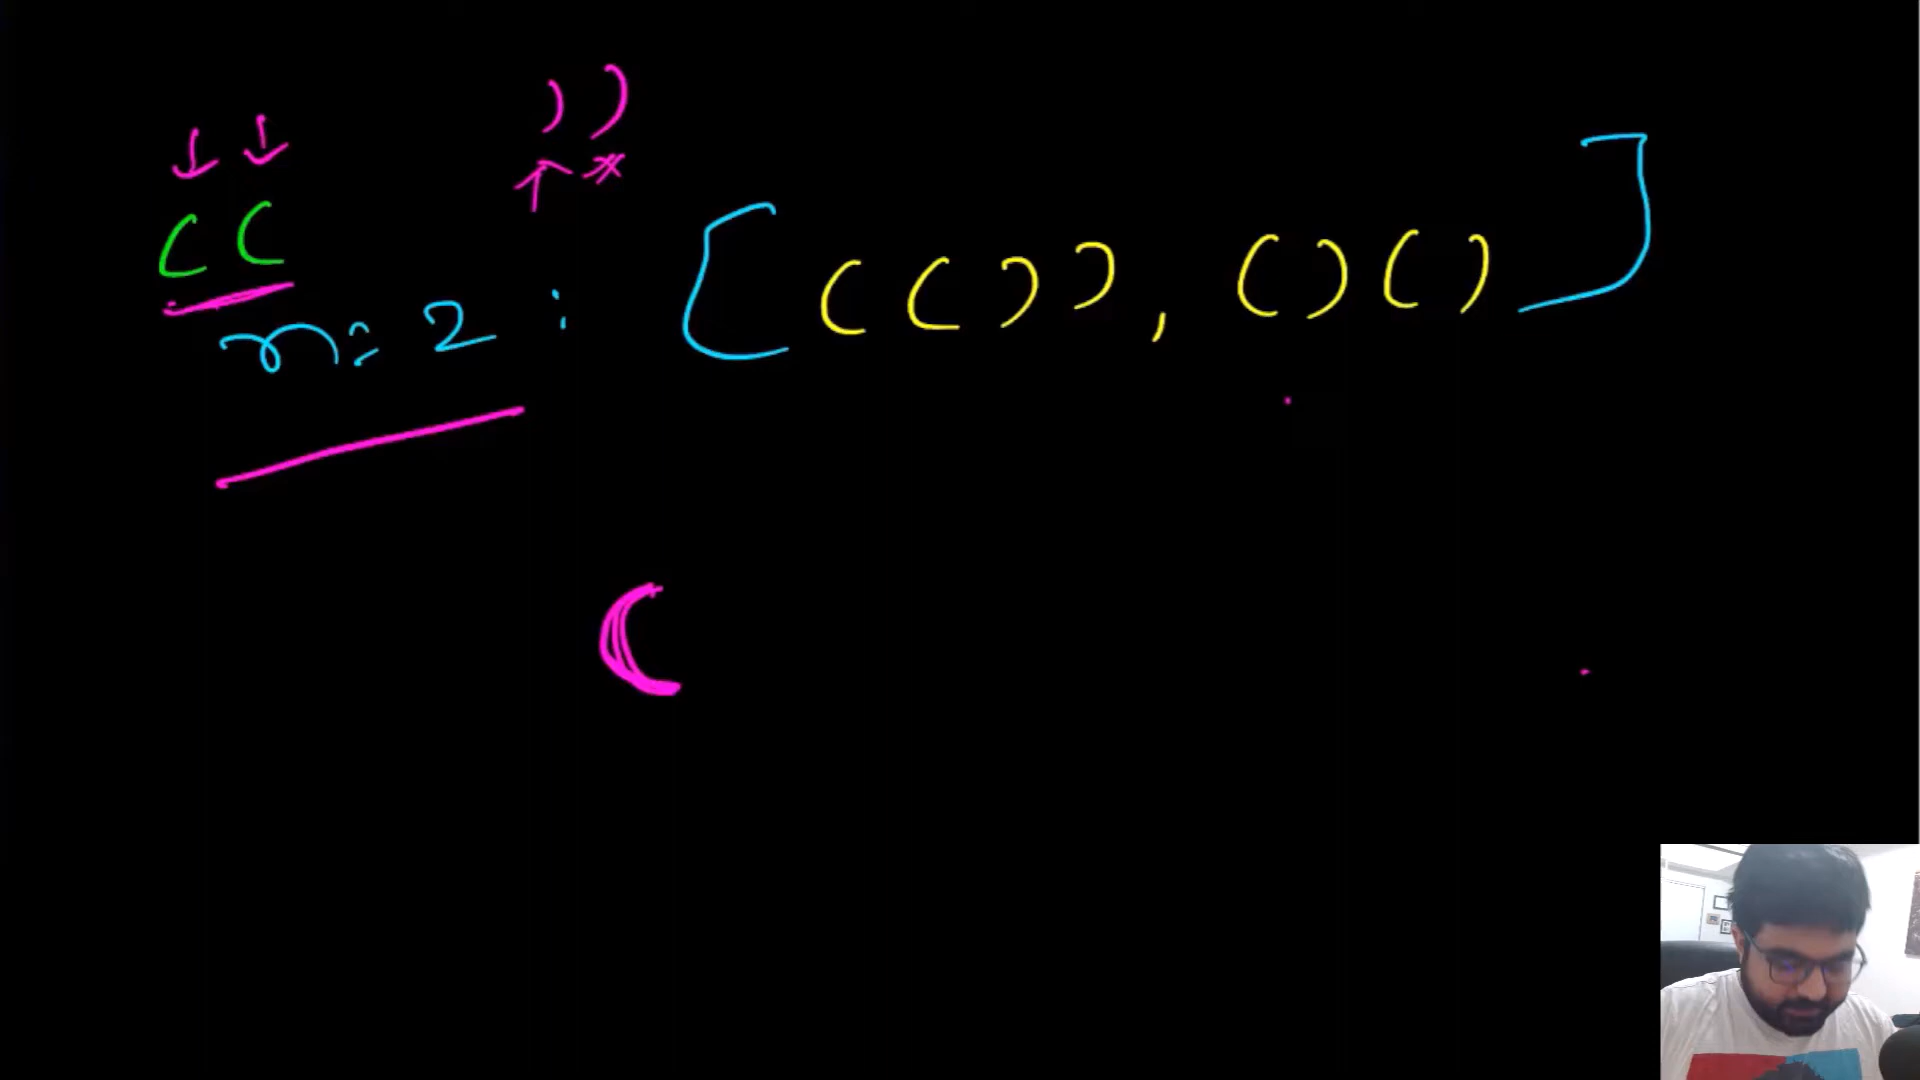 ))
((
n = 2 : [ (()), ()() ]
(